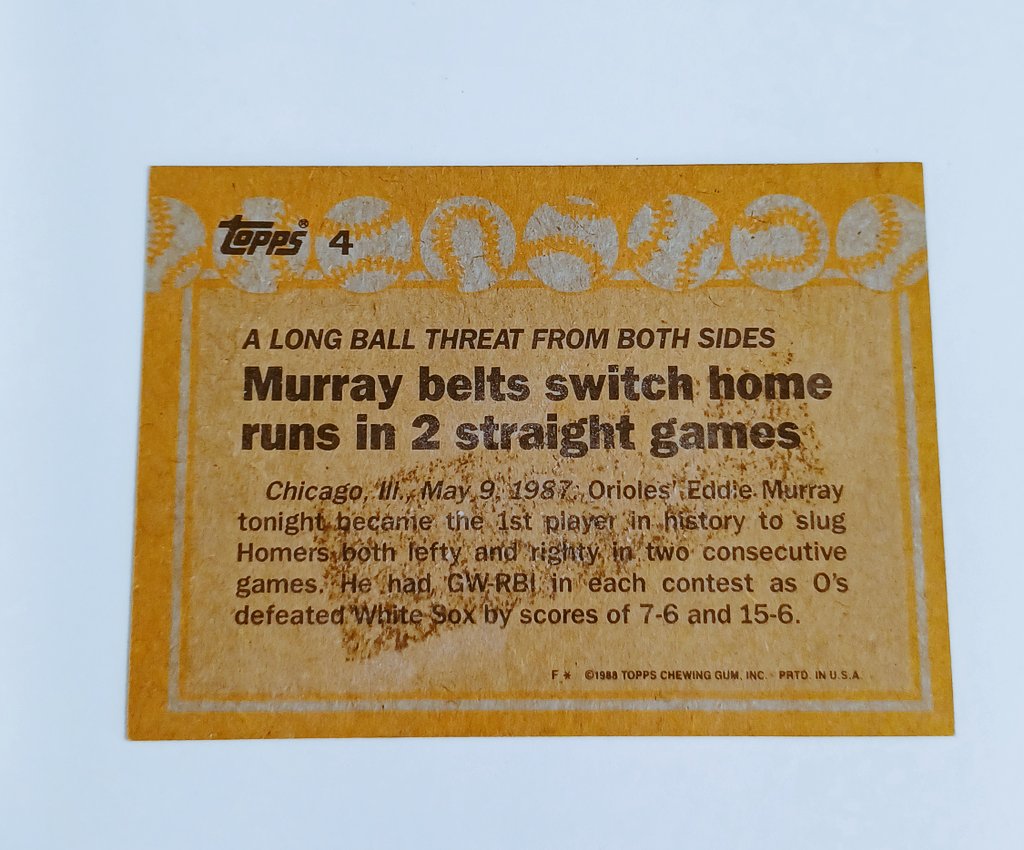 Topps® 4
A LONG BALL THREAT FROM BOTH SIDES
Murray belts switch home
runs in 2 straight games
Chicago, Ill., May 9, 1987: Orioles' Eddie Murray
tonight became the 1st player in history to slug
Homers both lefty and righty in two consecutive
games. He had GW-RBI in each contest as O's
defeated White Sox by scores of 7-6 and 15-6.
F * ©1988 TOPPS CHEWING GUM, INC. PRTD. IN U.S.A.